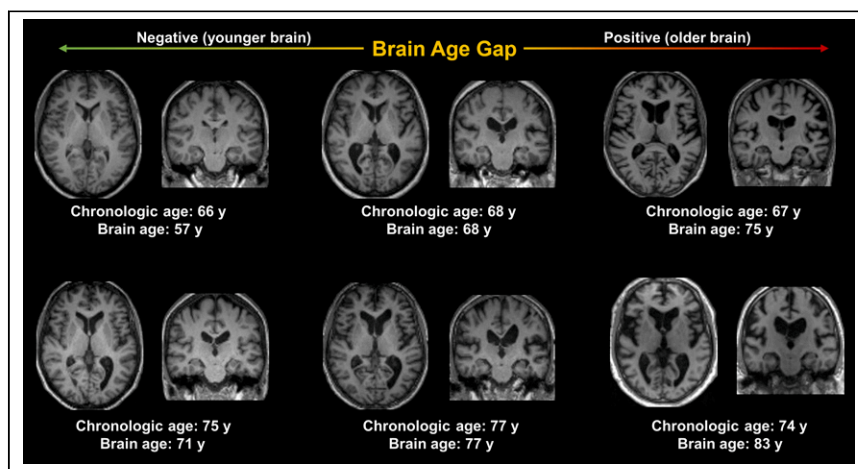 Negative (younger brain)
Brain Age Gap
Positive (older brain)
Chronologic age: 66 y
Brain age: 57 y
Chronologic age: 68 y
Brain age: 68 y
Chronologic age: 67 y
Brain age: 75 y
Chronologic age: 75 y
Brain age: 71 y
Chronologic age: 77 y
Brain age: 77 y
Chronologic age: 74 y
Brain age: 83 y